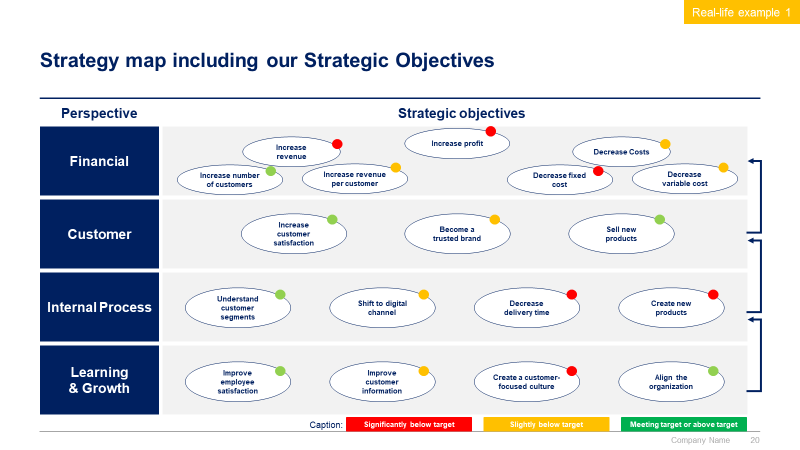 Real-life example 1
Strategy map including our Strategic Objectives
Perspective
Strategic objectives
Financial
Increase
revenue
Increase profit
Decrease Costs
Increase number
of customers
Increase revenue
per customer
Decrease fixed
cost
Decrease
variable cost
Customer
Increase
customer
satisfaction
Become a
trusted brand
Sell new
products
Internal Process
Understand
customer
segments
Shift to digital
channel
Decrease
delivery time
Create new
products
Learning
& Growth
Improve
employee
satisfaction
Improve
customer
information
Create a customer-
focused culture
Align the
organization
Caption:
Significantly below target
Slightly below target
Meeting target or above target
Company Name
20